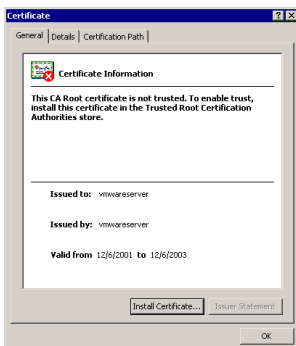 Certificate
General Details Certification Path
Certificate Information
This CA Root certificate is not trusted. To enable trust,
install this certificate in the Trusted Root Certification
Authorities store.
Issued to: vmwareserver
Issued by: vmwareserver
Valid from 12/6/2001 to 12/6/2003
Install Certificate... Issuer Statement
OK